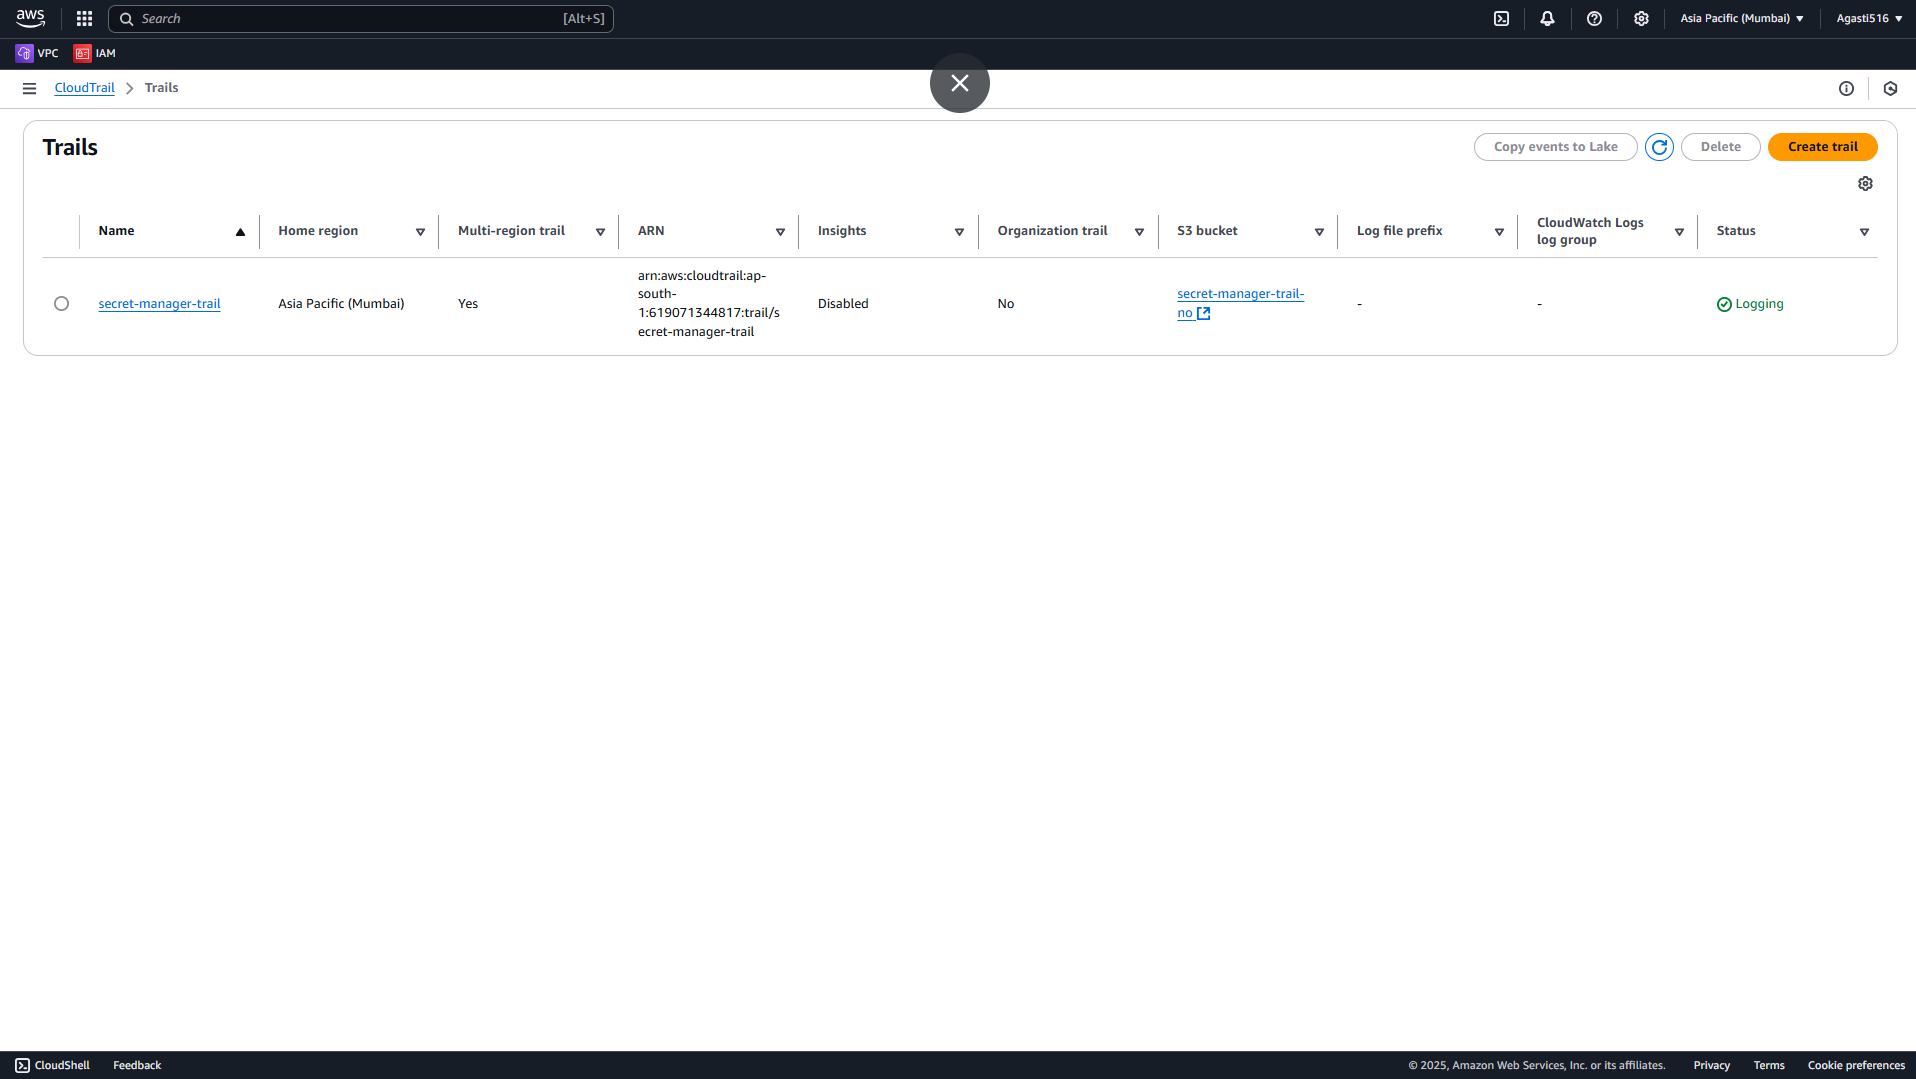 aws
Search [Alt+S]
Asia Pacific (Mumbai) ▼
Agasti516 ▼
VPC
IAM
CloudTrail > Trails
Trails
Copy events to Lake
Delete
Create trail
Name
Home region
Multi-region trail
ARN
Insights
Organization trail
S3 bucket
Log file prefix
CloudWatch Logs
log group
Status
secret-manager-trail
Asia Pacific (Mumbai)
Yes
arn:aws:cloudtrail:ap-
south-
1:619071344817:trail/s
ecret-manager-trail
Disabled
No
secret-manager-trail-
no
-
-
Logging
CloudShell
Feedback
© 2025, Amazon Web Services, Inc. or its affiliates.
Privacy
Terms
Cookie preferences